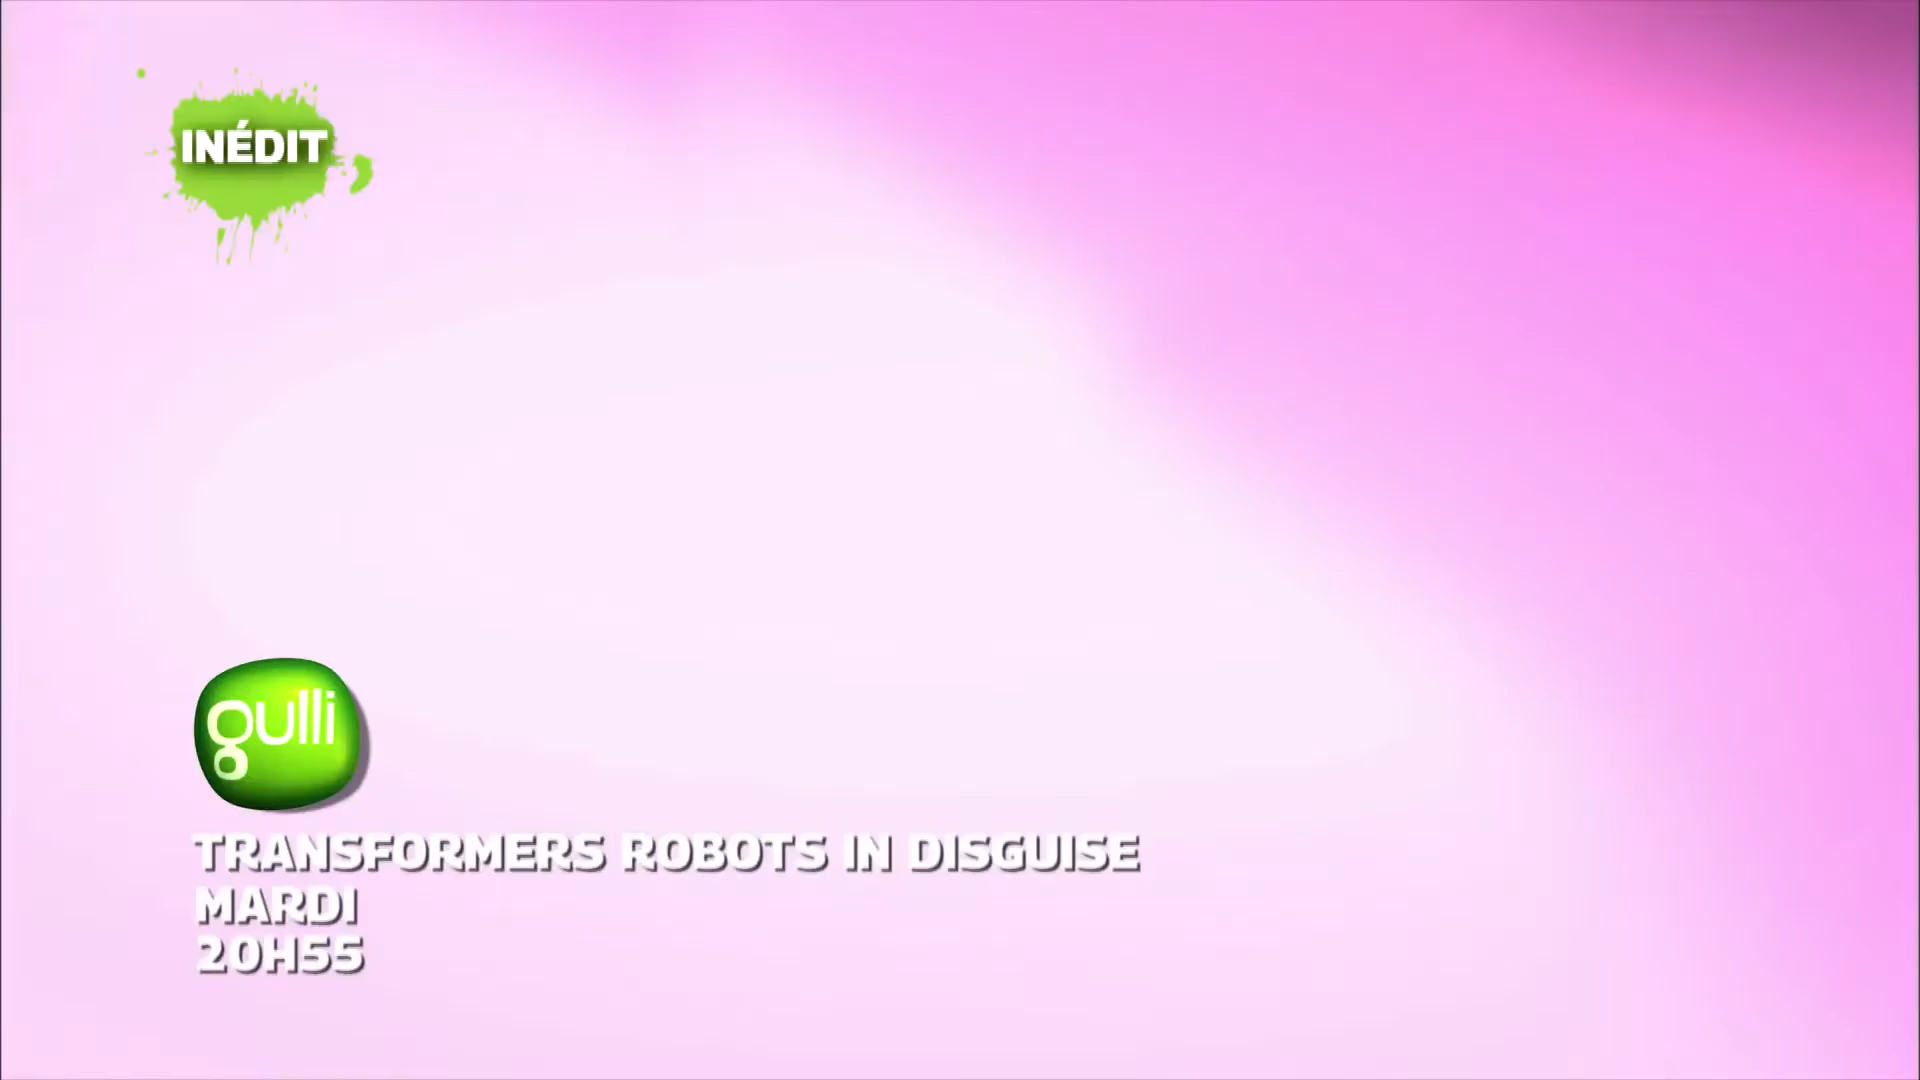 INÉDIT
gulli
TRANSFORMERS ROBOTS IN DISGUISE
MARDI
20H55